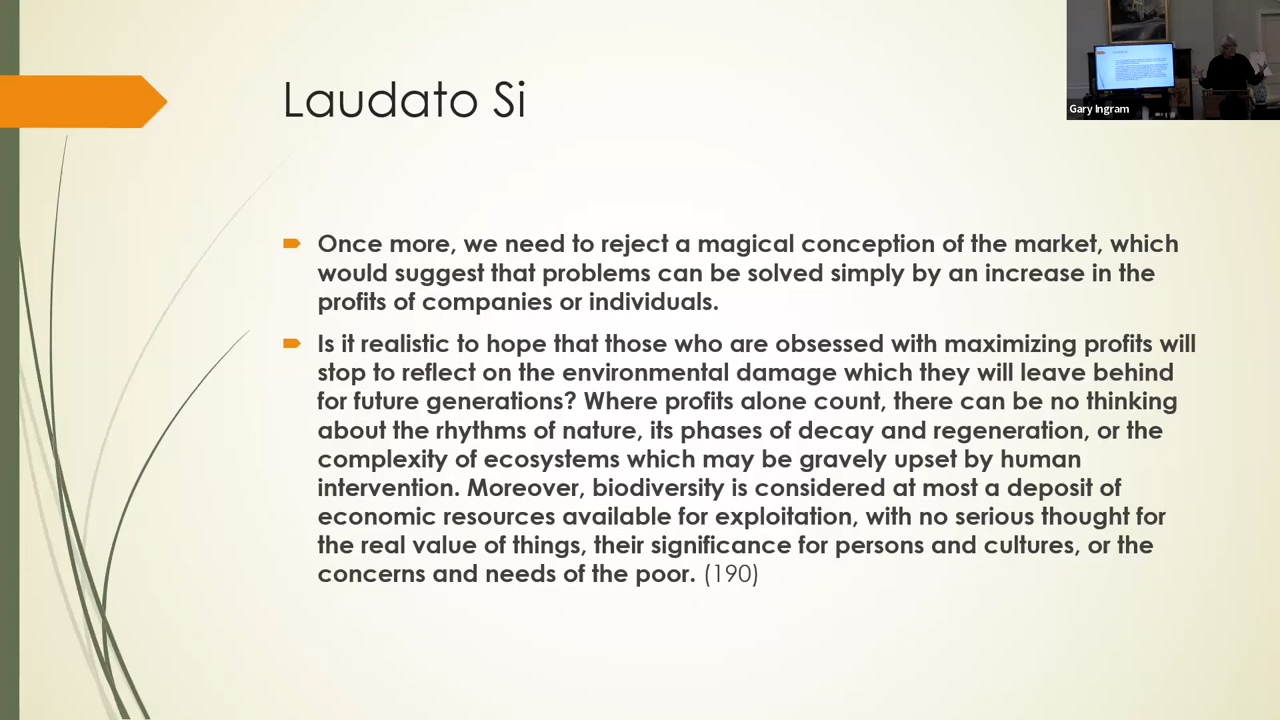 Laudato Si
Gary Ingram
Once more, we need to reject a magical conception of the market, which
would suggest that problems can be solved simply by an increase in the
profits of companies or individuals.
Is it realistic to hope that those who are obsessed with maximizing profits will
stop to reflect on the environmental damage which they will leave behind
for future generations? Where profits alone count, there can be no thinking
about the rhythms of nature, its phases of decay and regeneration, or the
complexity of ecosystems which may be gravely upset by human
intervention. Moreover, biodiversity is considered at most a deposit of
economic resources available for exploitation, with no serious thought for
the real value of things, their significance for persons and cultures, or the
concerns and needs of the poor. (190)